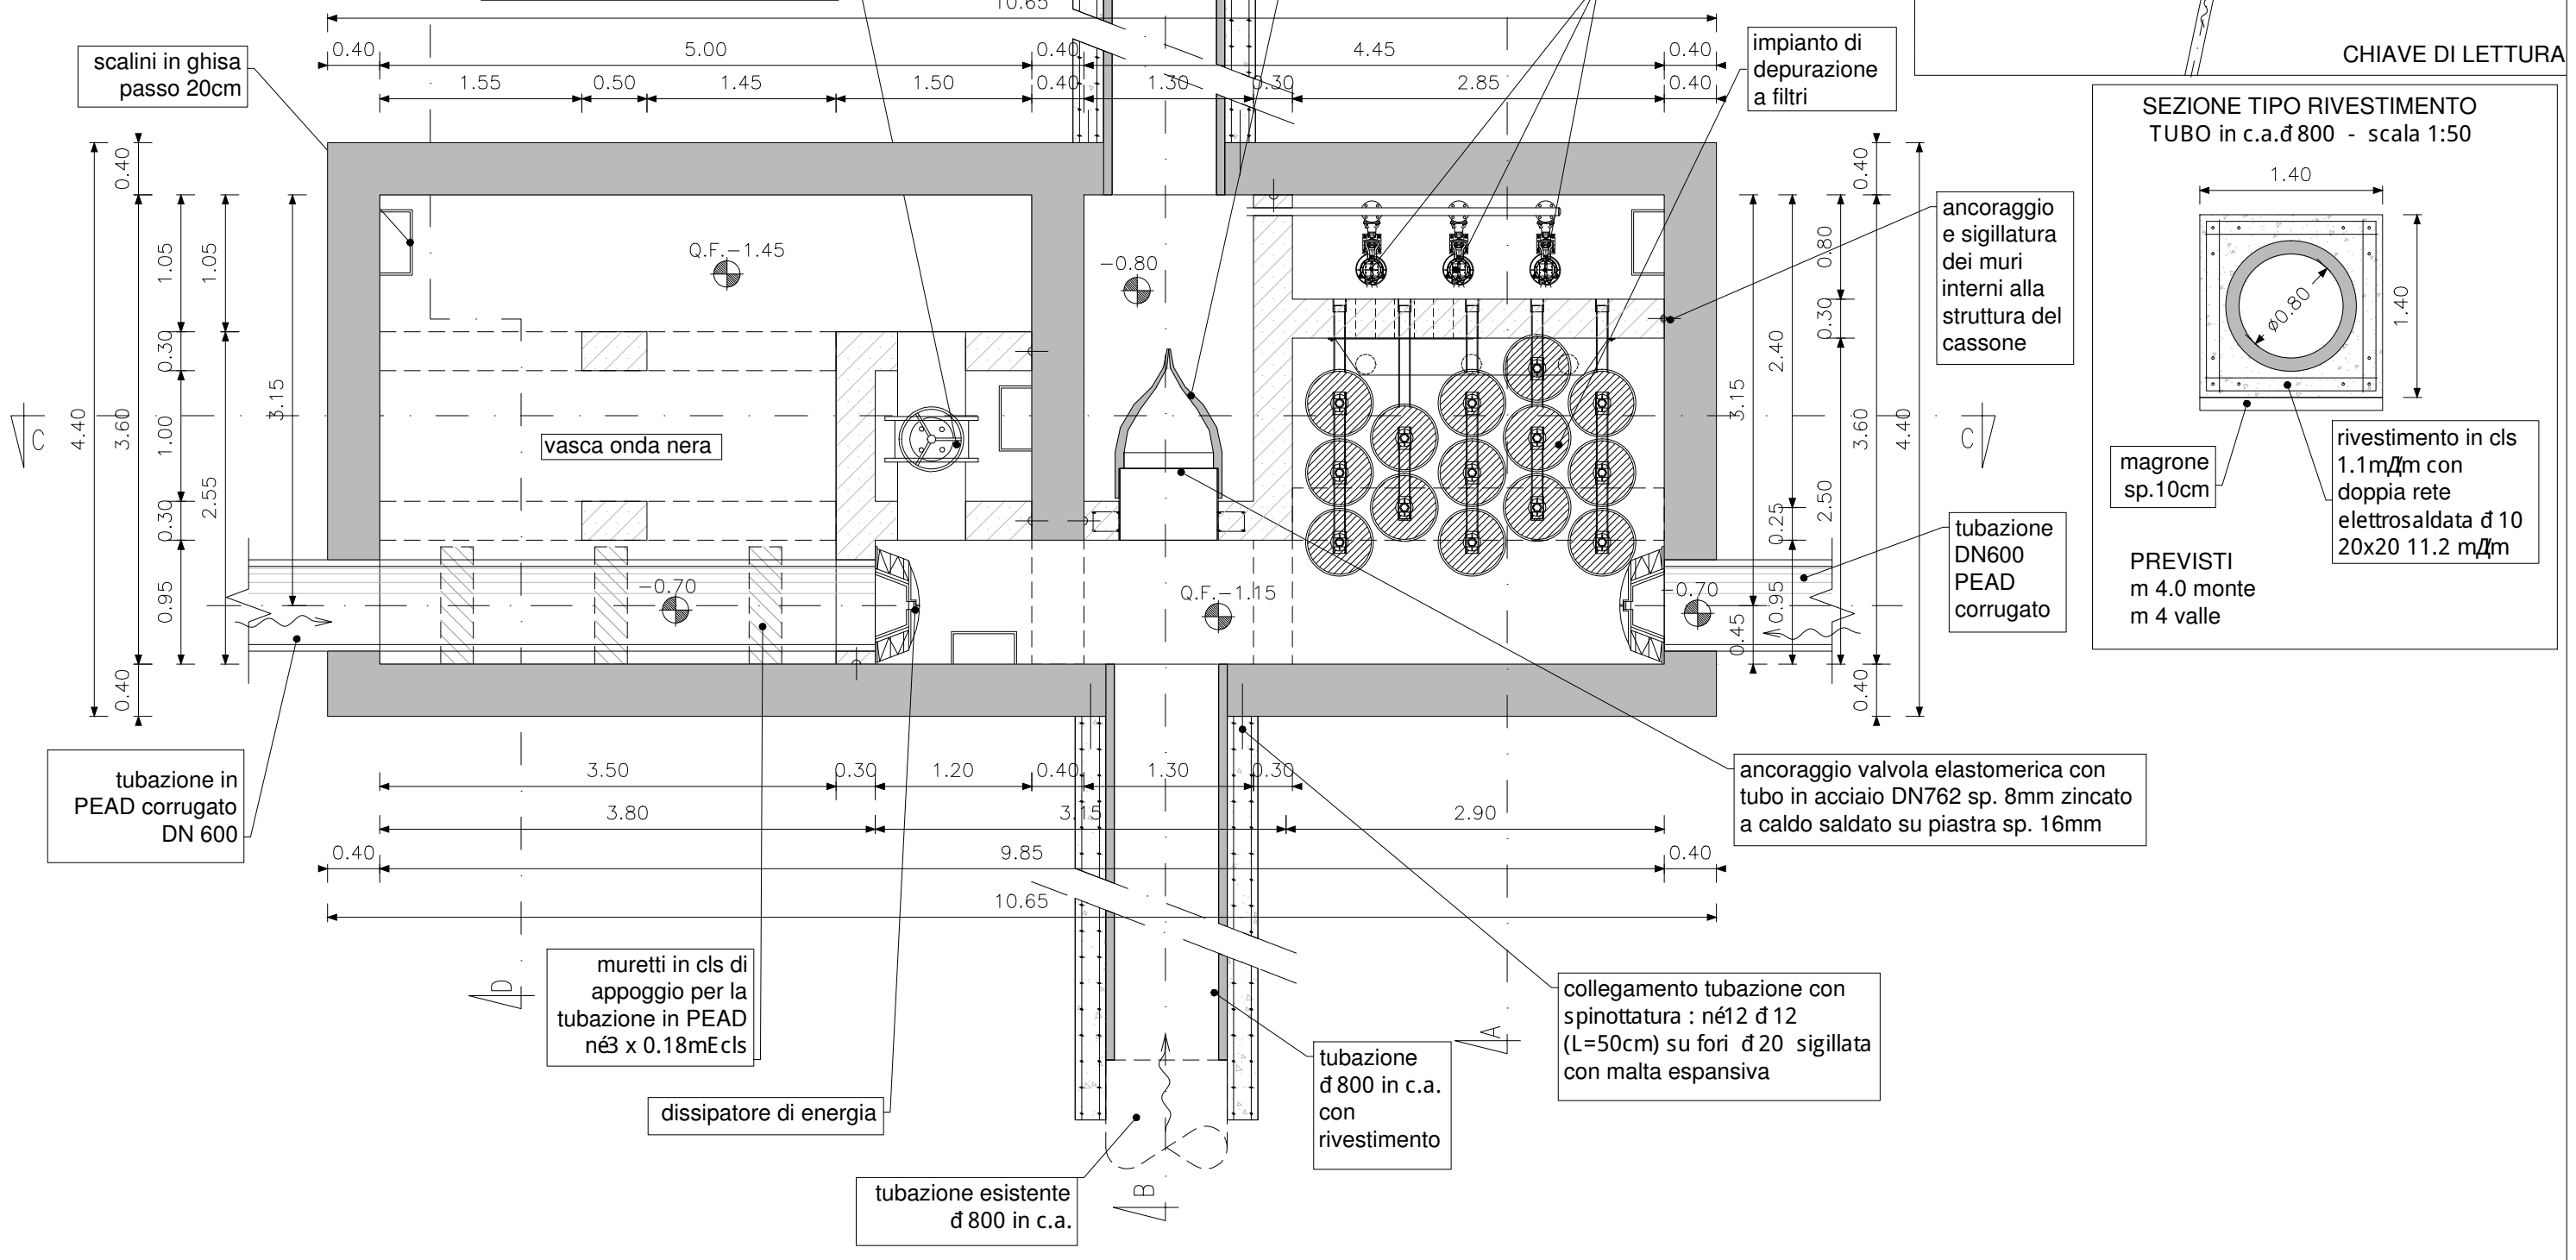 10.65
0.40
5.00
0.40
4.45
0.40
1.55
0.50
1.45
1.50
0.40
1.30
0.30
2.85
0.40
scalini in ghisa
passo 20cm
impianto di
depurazione
a filtri
CHIAVE DI LETTURA
SEZIONE TIPO RIVESTIMENTO
TUBO in c.a.đ 800 - scala 1:50
1.40
1.40
ø0.80
magrone
sp.10cm
rivestimento in cls
doppia rete
elettrosaldata đ 10
PREVISTI
m 4.0 monte
m 4 valle
ancoraggio
e sigillatura
dei muri
interni alla
struttura del
cassone
tubazione
DN600
PEAD
corrugato
4.40
0.40
3.60
0.40
1.05
0.30
1.00
0.30
0.95
1.05
2.55
3.15
C
Q.F.-1.45
-0.80
vasca onda nera
-0.70
Q.F.-1.15
-0.70
3.15
0.45
2.40
0.25
0.95
0.80
0.30
2.50
0.40
3.60
0.40
4.40
C
tubazione in
PEAD corrugato
DN 600
3.50
0.30
1.20
0.40
1.30
0.30
3.80
3.15
2.90
0.40
9.85
0.40
10.65
ancoraggio valvola elastomerica con
tubo in acciaio DN762 sp. 8mm zincato
a caldo saldato su piastra sp. 16mm
D
muretti in cls di
appoggio per la
tubazione in PEAD
né3 x 0.18mEcls
dissipatore di energia
tubazione esistente
đ 800 in c.a.
B
tubazione
đ 800 in c.a.
con
rivestimento
A
collegamento tubazione con
spinottatura : né12 đ 12
(L=50cm) su fori đ 20 sigillata
con malta espansiva